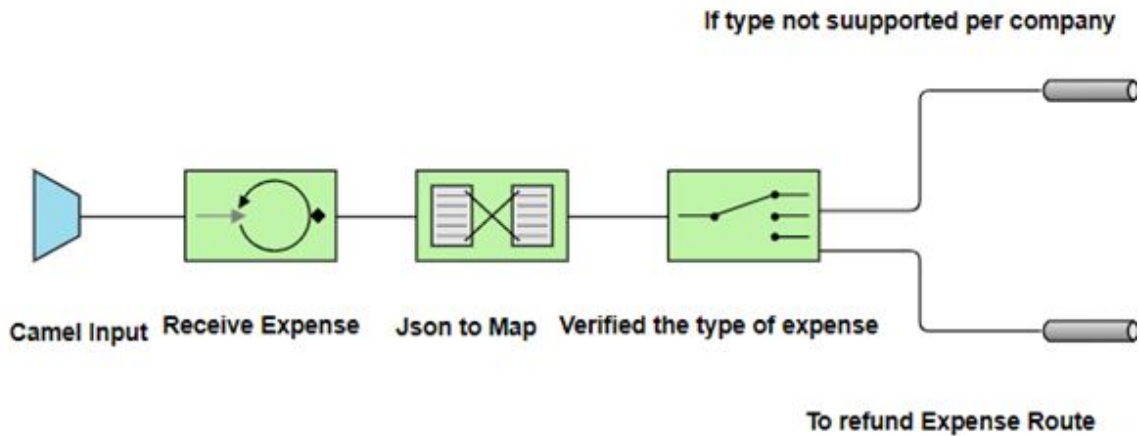 If type not suupported per company
Camel Input
Receive Expense
Json to Map
Verified the type of expense
To refund Expense Route